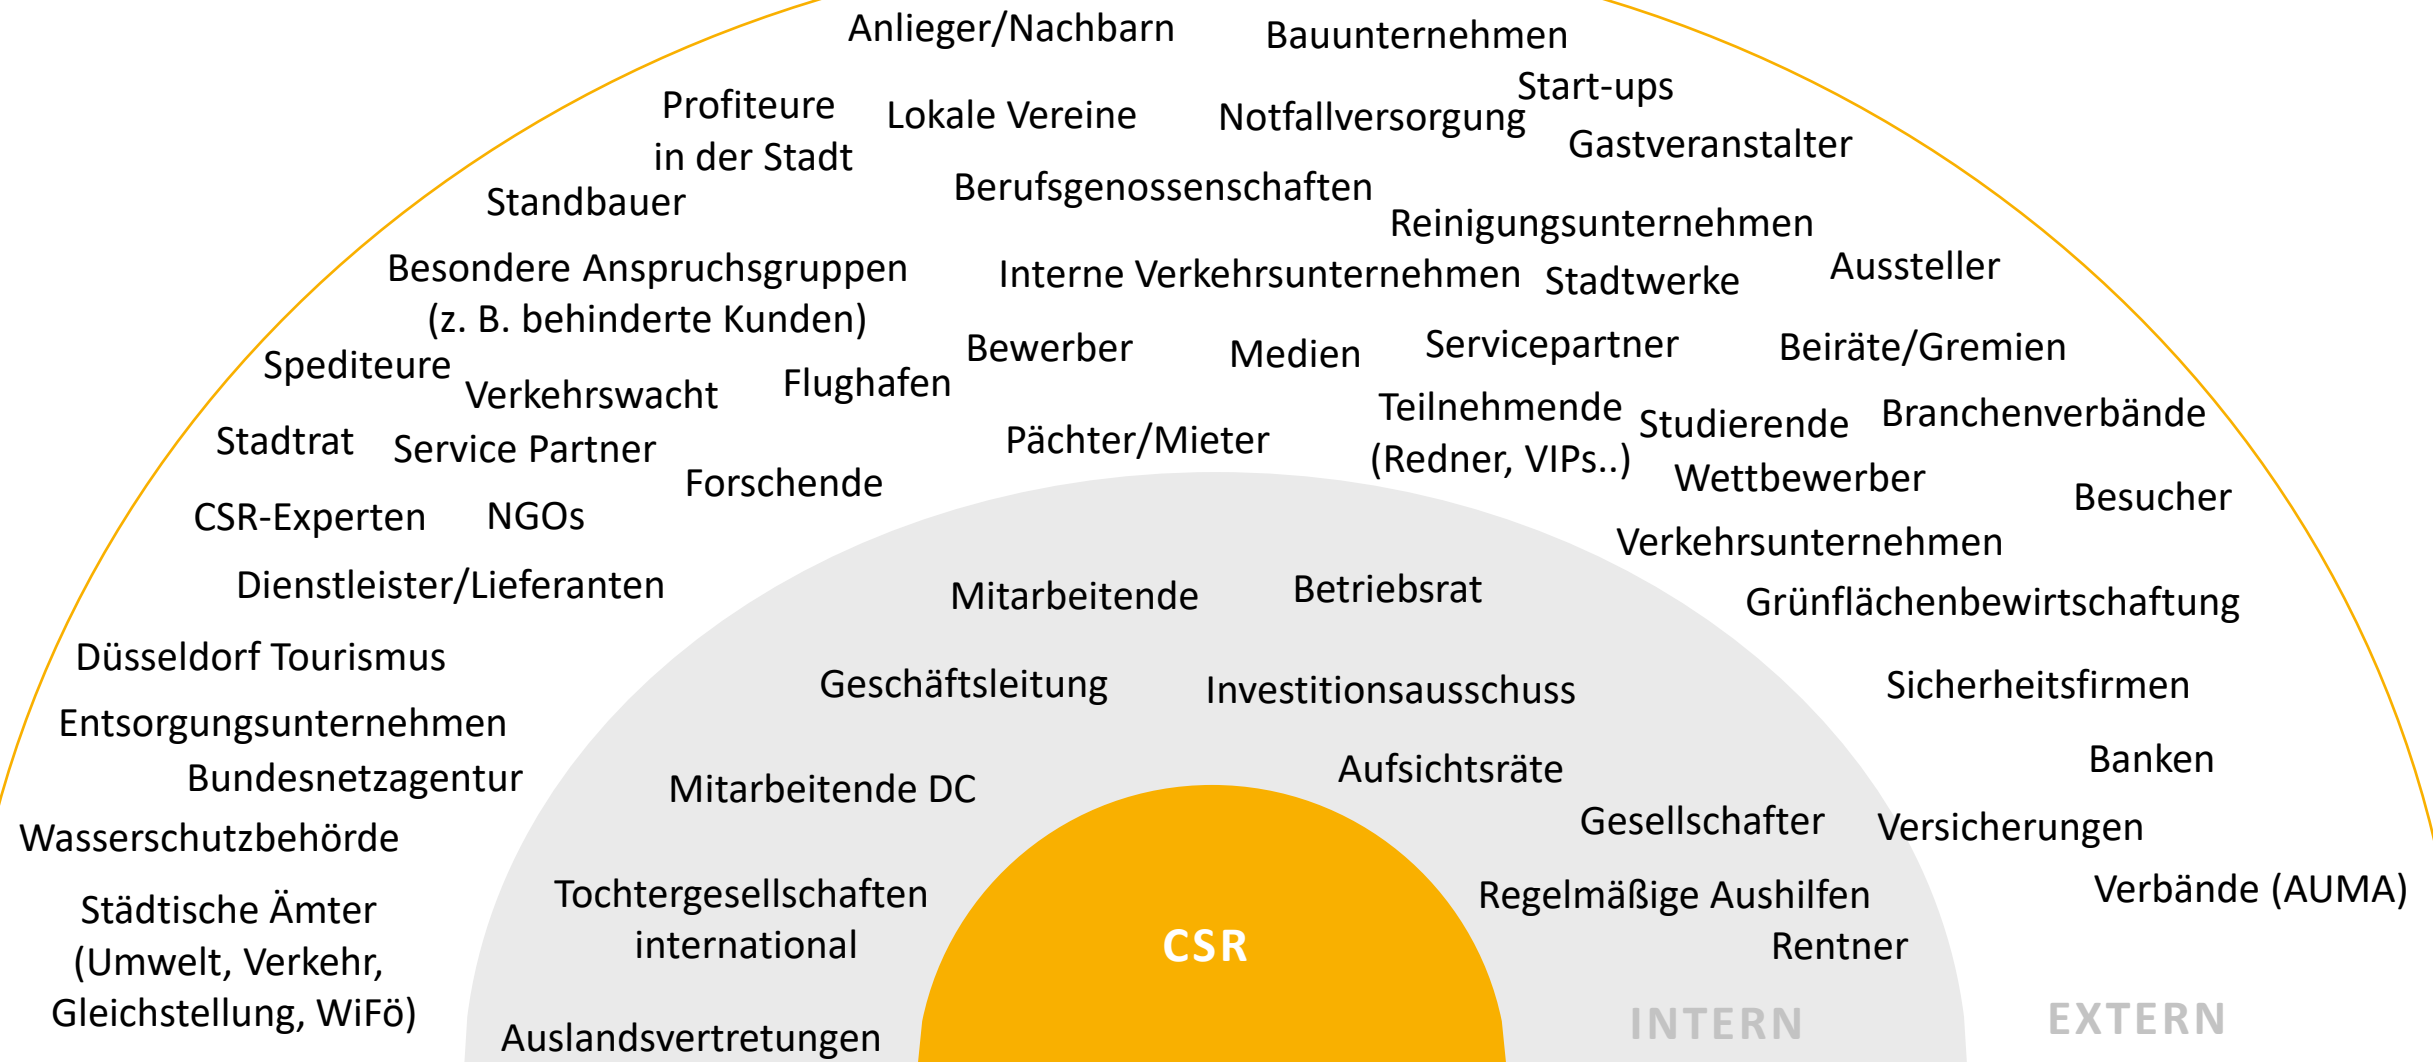 Anlieger/Nachbarn
Bauunternehmen
Start-ups
Profiteure
in der Stadt
Lokale Vereine
Notfallversorgung
Gastveranstalter
Standbauer
Berufsgenossenschaften
Reinigungsunternehmen
Besondere Anspruchsgruppen
(z. B. behinderte Kunden)
Interne Verkehrsunternehmen
Stadtwerke
Aussteller
Spediteure
Verkehrswacht
Flughafen
Bewerber
Medien
Servicepartner
Beiräte/Gremien
Stadtrat
Service Partner
Forschende
Pächter/Mieter
Teilnehmende
(Redner, VIPs..)
Studierende
Branchenverbände
Wettbewerber
Besucher
CSR-Experten
NGOs
Verkehrsunternehmen
Dienstleister/Lieferanten
Mitarbeitende
Betriebsrat
Grünflächenbewirtschaftung
Düsseldorf Tourismus
Geschäftsleitung
Investitionsausschuss
Sicherheitsfirmen
Entsorgungsunternehmen
Bundesnetzagentur
Mitarbeitende DC
Aufsichtsräte
Banken
Wasserschutzbehörde
Gesellschafter
Versicherungen
Städtische Ämter
(Umwelt, Verkehr,
Gleichstellung, WiFö)
Tochtergesellschaften
international
CSR
Regelmäßige Aushilfen
Rentner
Verbände (AUMA)
Auslandsvertretungen
INTERN
EXTERN